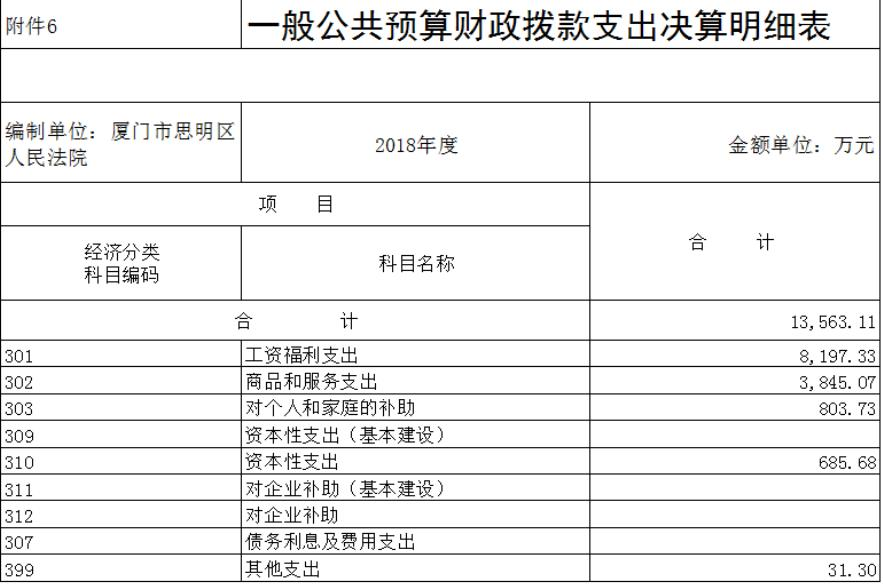 附件6
一般公共预算财政拨款支出决算明细表
编制单位：厦门市思明区
人民法院
2018年度
金额单位：万元
项 目
合 计
经济分类
科目编码
科目名称
合 计 13,563.11
301 工资福利支出 8,197.33
302 商品和服务支出 3,845.07
303 对个人和家庭的补助 803.73
309 资本性支出（基本建设）
310 资本性支出 685.68
311 对企业补助（基本建设）
312 对企业补助
307 债务利息及费用支出
399 其他支出 31.30